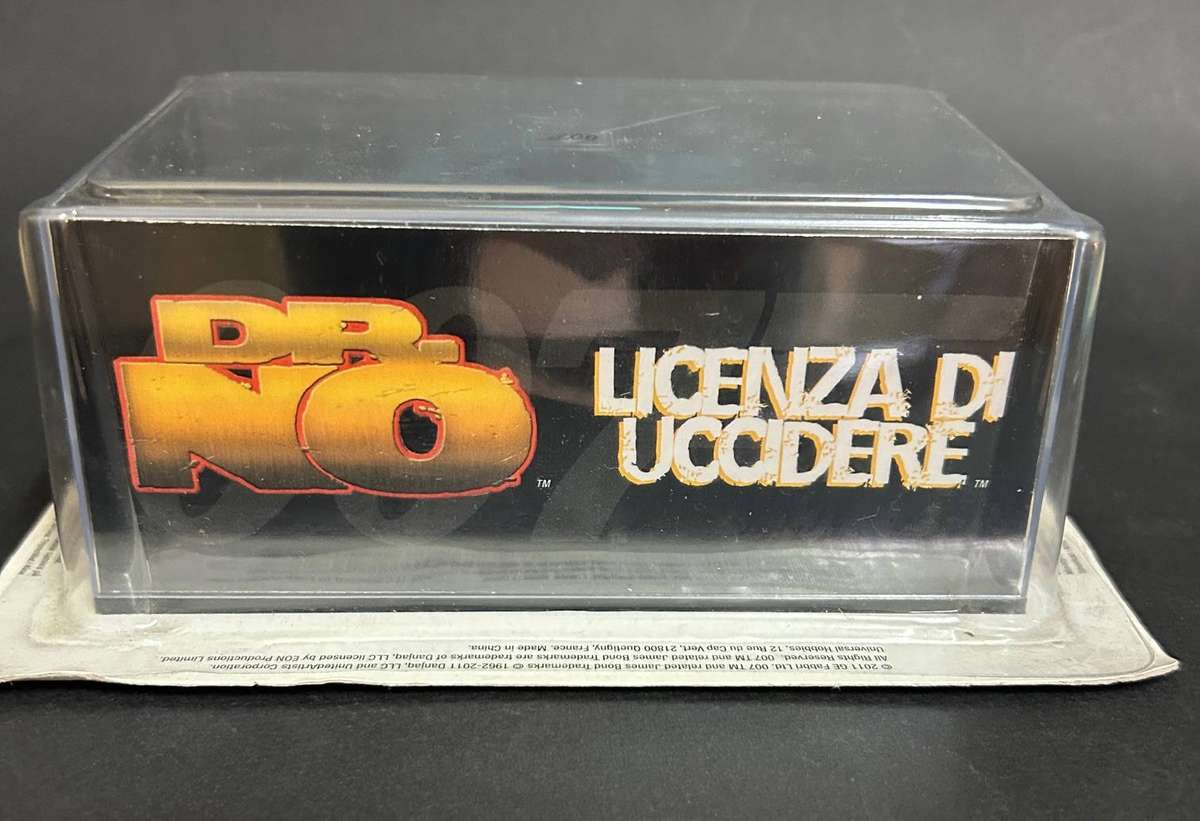 007
DR.
NO TM
LICENZA DI
UCCIDERE TM
007
© 2011 GE Fabbri Ltd. 007 TM and related James Bond Trademarks © 1962-2011 Danjaq, LLC and UnitedArtists Corporation.
All Rights Reserved. 007 TM and related James Bond Trademarks are trademarks of Danjaq, LLC licensed by EON Productions Limited.
Universal Hobbies, 12 Rue du Cap Vert, 21800 Quetigny, France. Made in China.